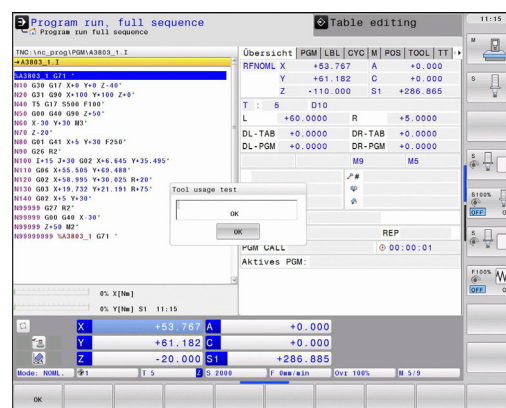 Program run, full sequence
Program run, full sequence
Table editing
11:15
TNC:\nc_prog\PGM\A3803_1.I
→A3803_1.I
%A3803_1 G71 *
N10 G30 G17 X+0 Y+0 Z-40*
N20 G31 G90 X+100 Y+100 Z+0*
N40 T5 G17 S500 F100*
N50 G00 G40 G90 Z+50*
N60 X-30 Y+30 M3*
N70 Z-20*
N80 G01 G41 X+5 Y+30 F250*
N90 G26 R2*
N100 I+15 J+30 G02 X+6.645 Y+35.495*
N110 G06 X+55.505 Y+69.488*
N120 G02 X+58.995 Y+30.025 R+20*
N130 G03 X+19.732 Y+21.191 R+75*
N140 G02 X+5 Y+30*
N99999 G27 R2*
N99999 G00 G40 X-30*
N99999 Z+50 M2*
N99999999 %A3803_1 G71 *
Übersicht PGM LBL CYC M POS TOOL TT
RFNOML X +53.767 A +0.000
Y +61.182 C +0.000
Z -110.000 S1 +286.865
T : 5 D10
L +60.0000 R +5.0000
DL-TAB +0.0000 DR-TAB +0.0000
DL-PGM +0.0000 DR-PGM +0.0000
M9 M5
Tool usage test
OK
OK
REP
PGM CALL 00:00:01
Aktives PGM:
0% X[Nm]
0% Y[Nm] S1 11:15
X +53.767 A +0.000
Y +61.182 C +0.000
Z -20.000 S1 +286.885
Mode: NOML. 1 T 5 Z S 2000 F 0mm/min Ovr 100% M 5/9
OK
M
S
S
S100%
OFF
S
F100%
OFF